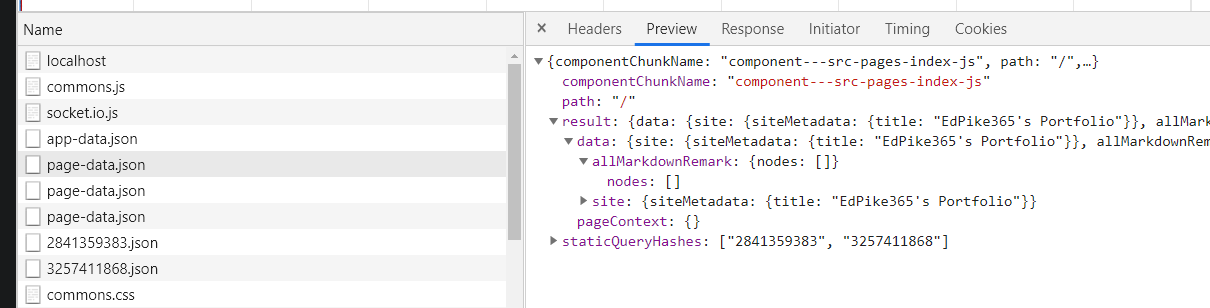 Name
localhost
commons.js
socket.io.js
app-data.json
page-data.json
page-data.json
page-data.json
2841359383.json
3257411868.json
commons.css
× Headers Preview Response Initiator Timing Cookies
▼{componentChunkName: "component---src-pages-index-js", path: "/",…}
componentChunkName: "component---src-pages-index-js"
path: "/"
▼result: {data: {site: {siteMetadata: {title: "EdPike365's Portfolio"}}, allMarkdownR
▼data: {site: {siteMetadata: {title: "EdPike365's Portfolio"}}, allMarkdownRem
▼allMarkdownRemark: {nodes: []}
nodes: []
▶site: {siteMetadata: {title: "EdPike365's Portfolio"}}
pageContext: {}
▶staticQueryHashes: ["2841359383", "3257411868"]